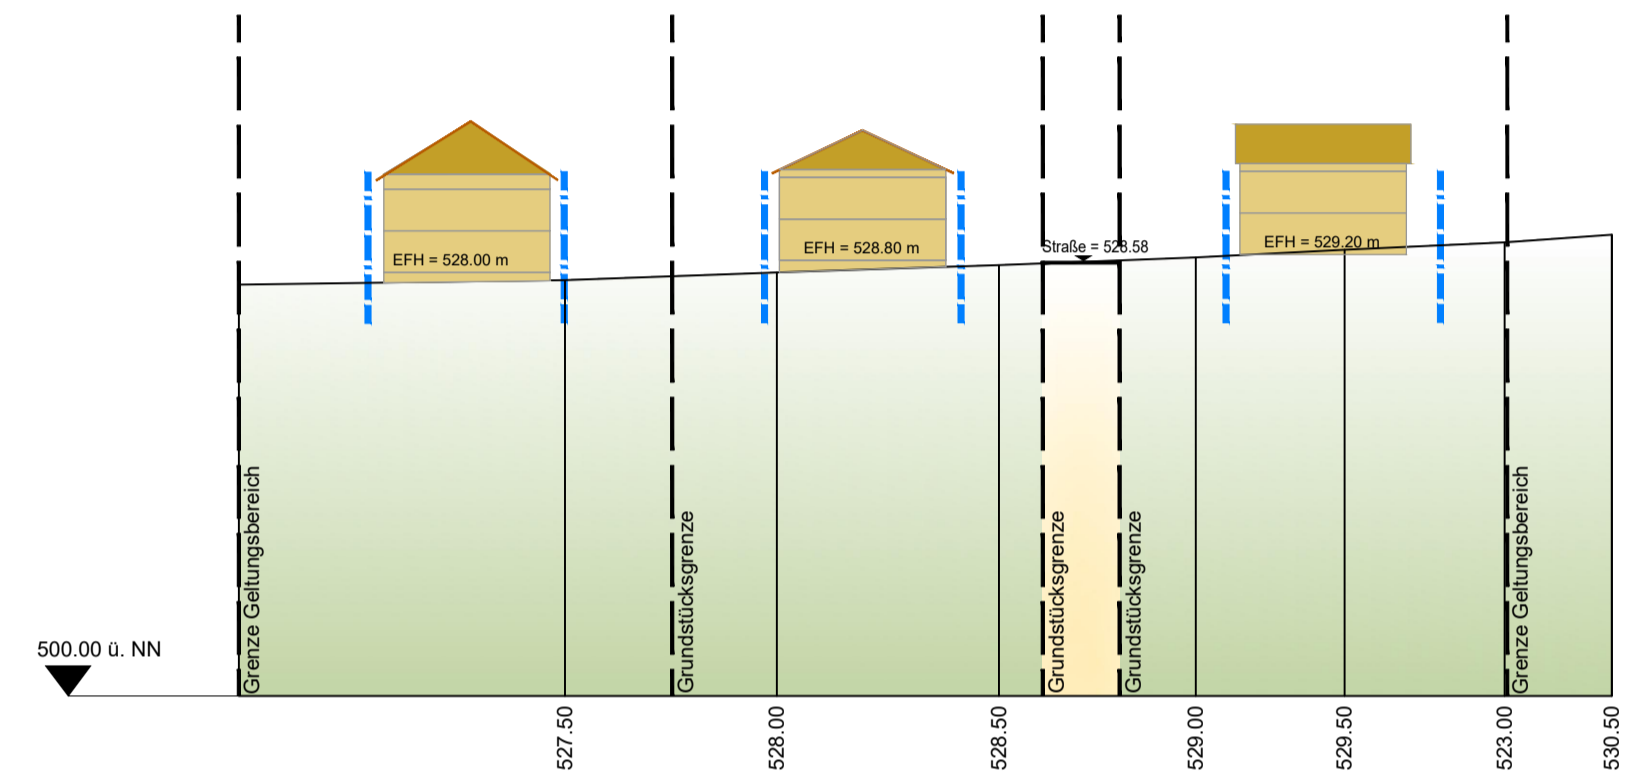 EFH = 528.00 m
EFH = 528.80 m
Straße = 528.58
EFH = 529.20 m
500.00 ü. NN
Grenze Geltungsbereich
Grundstücksgrenze
Grundstücksgrenze
Grundstücksgrenze
Grenze Geltungsbereich
527.50
528.00
528.50
529.00
529.50
523.00
530.50